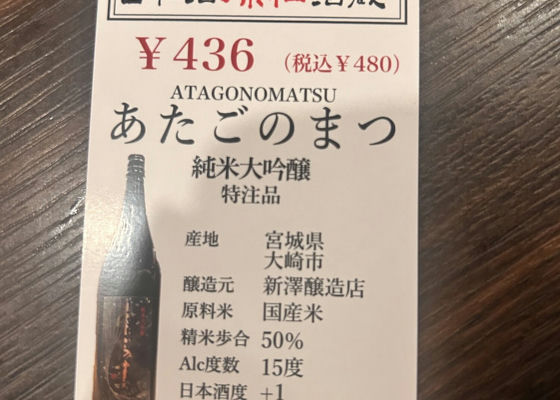 ￥436 (税込￥480)
ATAGONOMATSU
あたごのまつ
純米大吟醸
特注品
産地 宮城県
大崎市
醸造元 新澤醸造店
原料米 国産米
精米歩合 50%
Alc度数 15度
日本酒度 +1